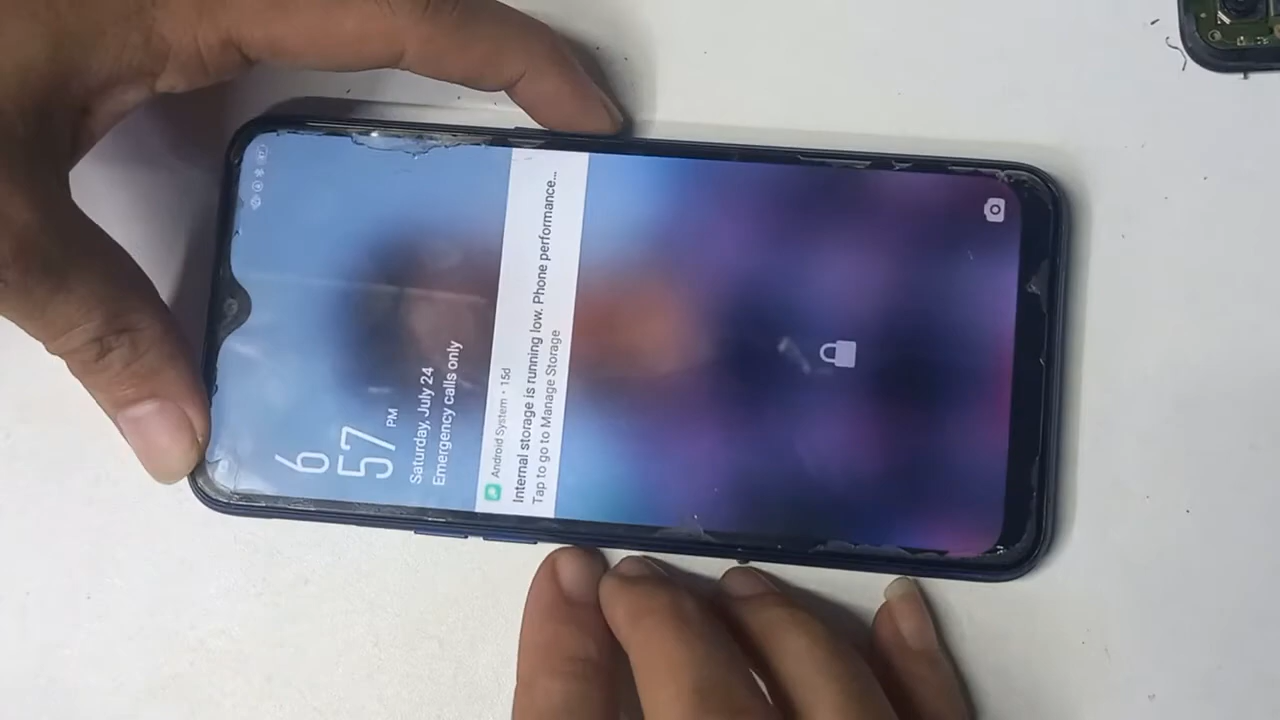 6
57 PM
Saturday, July 24
Emergency calls only
Android System • 15d
Internal storage is running low. Phone performance...
Tap to go to Manage Storage